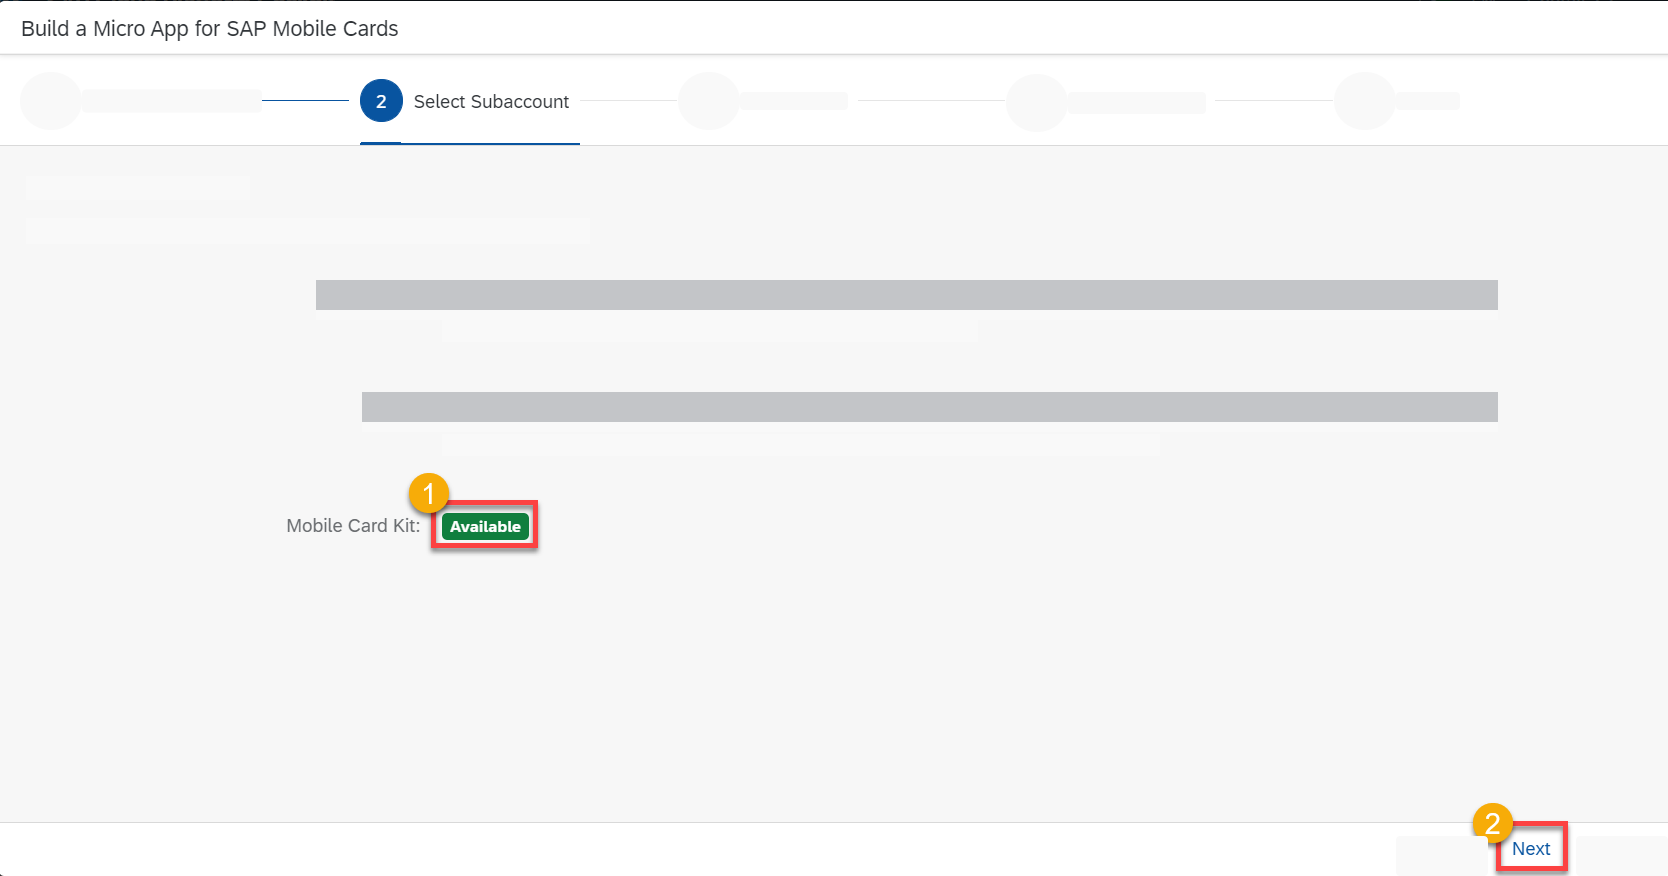 Build a Micro App for SAP Mobile Cards
2 Select Subaccount
1
Mobile Card Kit: Available
2
Next